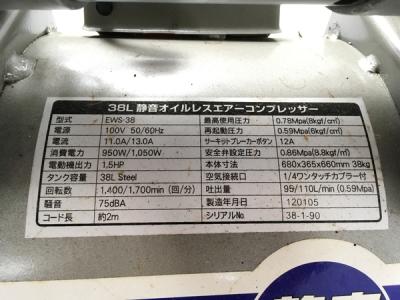 38L 静音オイルレスエアーコンプレッサー
型式 EWS-38 最高使用圧力 0.78Mpa(8kgf/c㎡)
電源 100V 50/60Hz 再起動圧力 0.59Mpa(6kgf/c㎡)
電流 11.0A/13.0A サーキットブレーカーボタン 12A
消費電力 950W/1,050W 安全弁設定圧力 0.86Mpa(8.8kgf/c㎡)
電動機出力 1.5HP 本体寸法 680x365x660mm 38kg
タンク容量 38L Steel 空気接続口 1/4ワンタッチカプラー付
回転数 1,400/1,700min(回/分) 吐出量 95/110L/min (0.59Mpa)
騒音 75dBA 製造年月日 120105
コード長 約2m シリアルNo. 38-1-90